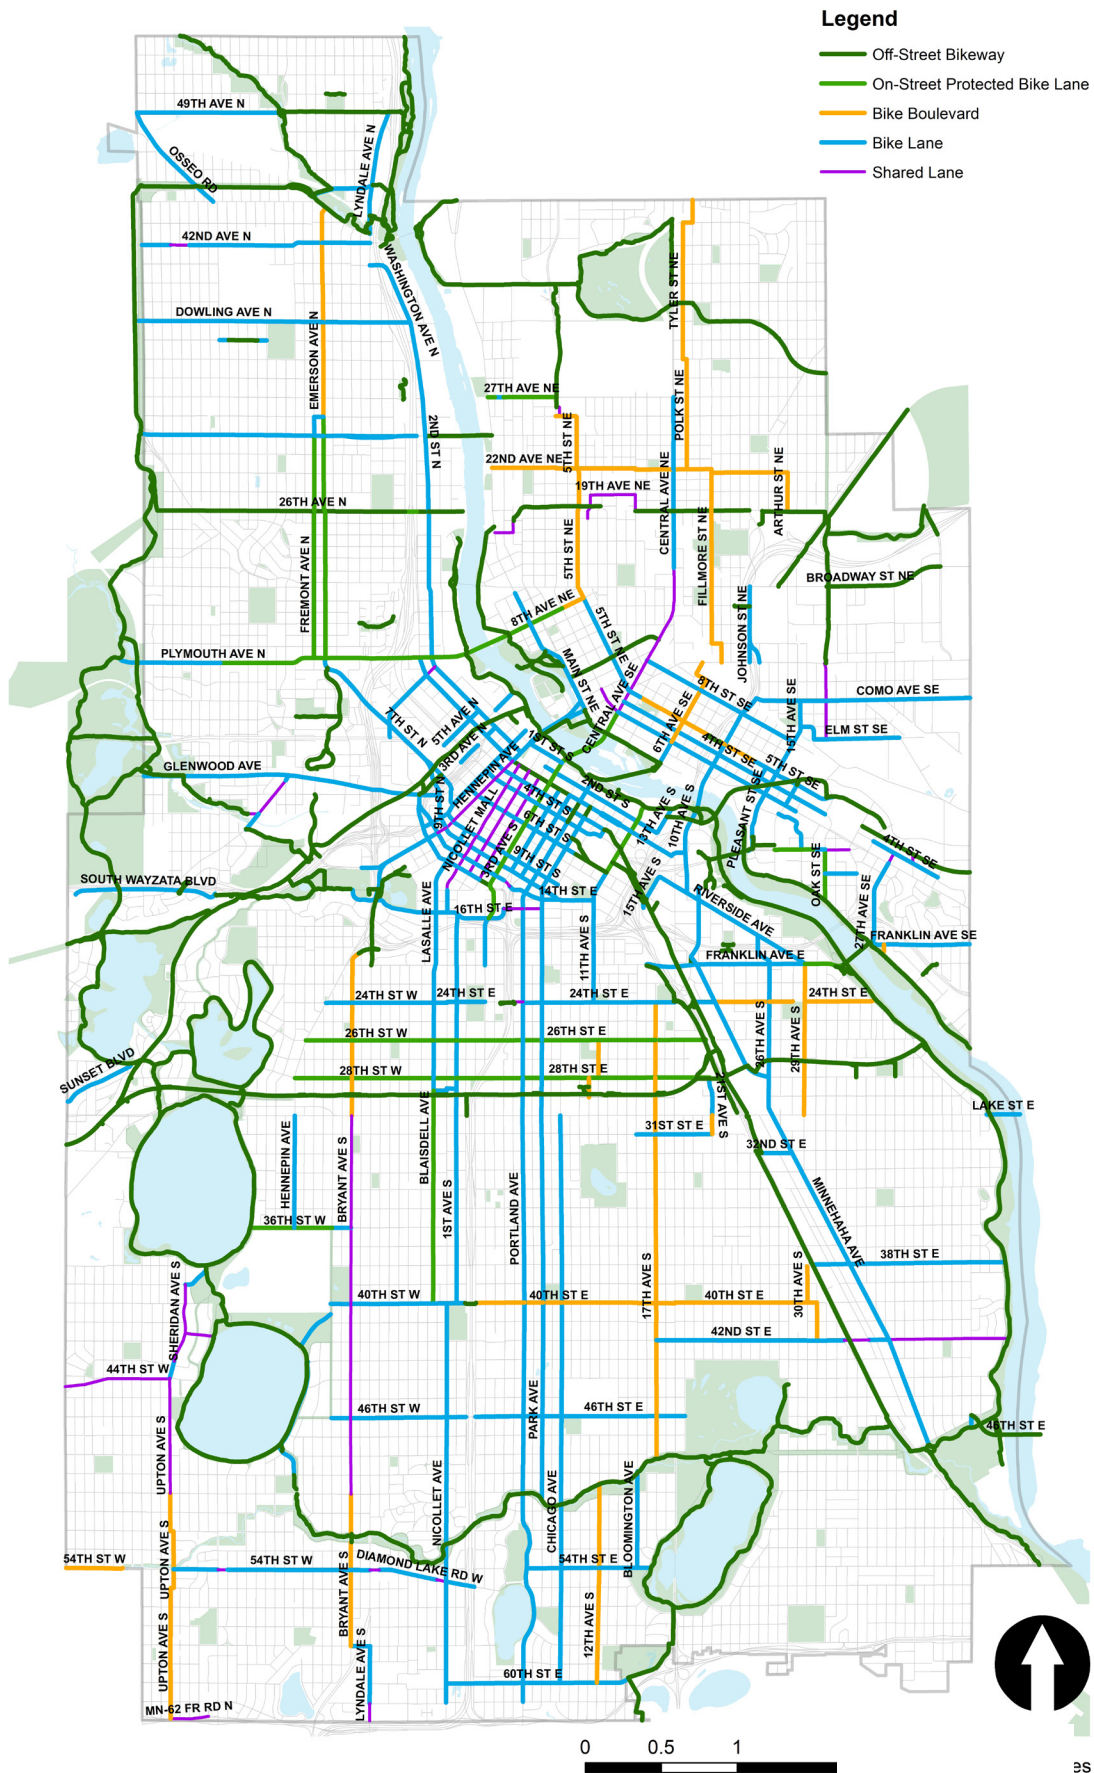 Legend
Off-Street Bikeway
On-Street Protected Bike Lane
Bike Boulevard
Bike Lane
Shared Lane
49TH AVE N
OSSEO RD
LYNDALE AVE N
42ND AVE N
WASHINGTON AVE N
DOWLING AVE N
TYLER ST NE
EMERSON AVE N
27TH AVE NE
POLK ST NE
2ND ST N
5TH ST NE
22ND AVE NE
CENTRAL AVE NE
ARTHUR ST NE
19TH AVE NE
26TH AVE N
FREMONT AVE N
5TH ST NE
FILLMORE ST NE
BROADWAY ST NE
8TH AVE NE
JOHNSON ST NE
5TH ST NE
PLYMOUTH AVE N
MAIN ST NE
CENTRAL AVE SE
8TH ST SE
COMO AVE SE
7TH ST N
5TH AVE N
3RD AVE N
1ST ST S
6TH AVE SE
4TH ST SE
15TH AVE SE
ELM ST SE
GLENWOOD AVE
HENNEPIN AVE
5TH ST SE
2ND ST S
9TH ST N
NICOLLET MALL
4TH ST S
6TH ST S
13TH AVE S
10TH AVE S
PLEASANT ST SE
3RD AVE S
9TH ST S
4TH ST SE
SOUTH WAYZATA BLVD
14TH ST E
15TH AVE S
OAK ST SE
RIVERSIDE AVE
27TH AVE SE
LASALLE AVE
16TH ST E
11TH AVE S
FRANKLIN AVE SE
FRANKLIN AVE E
24TH ST W
24TH ST E
24TH ST E
24TH ST E
26TH ST W
26TH ST E
26TH AVE S
29TH AVE S
SUNSET BLVD
28TH ST W
28TH ST E
21ST AVE S
LAKE ST E
BLAISDELL AVE
31ST ST E
32ND ST E
HENNEPIN AVE
BRYANT AVE S
1ST AVE S
PORTLAND AVE
MINNEHAHA AVE
36TH ST W
38TH ST E
SHERIDAN AVE S
17TH AVE S
30TH AVE S
40TH ST W
40TH ST E
40TH ST E
42ND ST E
44TH ST W
PARK AVE
46TH ST W
46TH ST E
46TH ST E
UPTON AVE S
NICOLLET AVE
CHICAGO AVE
BLOOMINGTON AVE
54TH ST W
UPTON AVE S
54TH ST W
DIAMOND LAKE RD W
54TH ST E
BRYANT AVE S
12TH AVE S
UPTON AVE S
LYNDALE AVE S
60TH ST E
MN-62 FR RD N
0 0.5 1
es